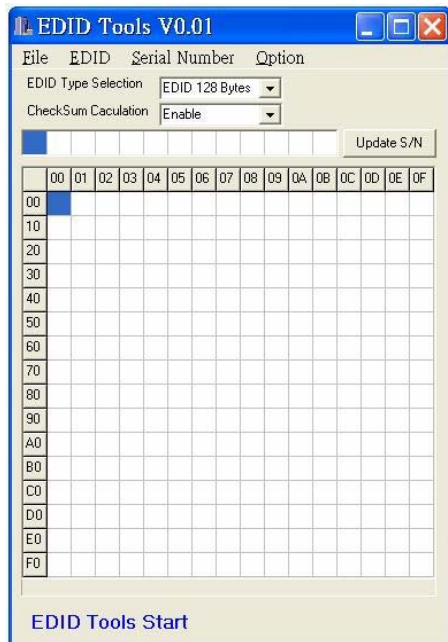 EDID Tools V0.01
File EDID Serial Number Option
EDID Type Selection EDID 128 Bytes
CheckSum Caculation Enable
Update S/N
00 01 02 03 04 05 06 07 08 09 0A 0B 0C 0D 0E 0F
00
10
20
30
40
50
60
70
80
90
A0
B0
C0
D0
E0
F0
EDID Tools Start